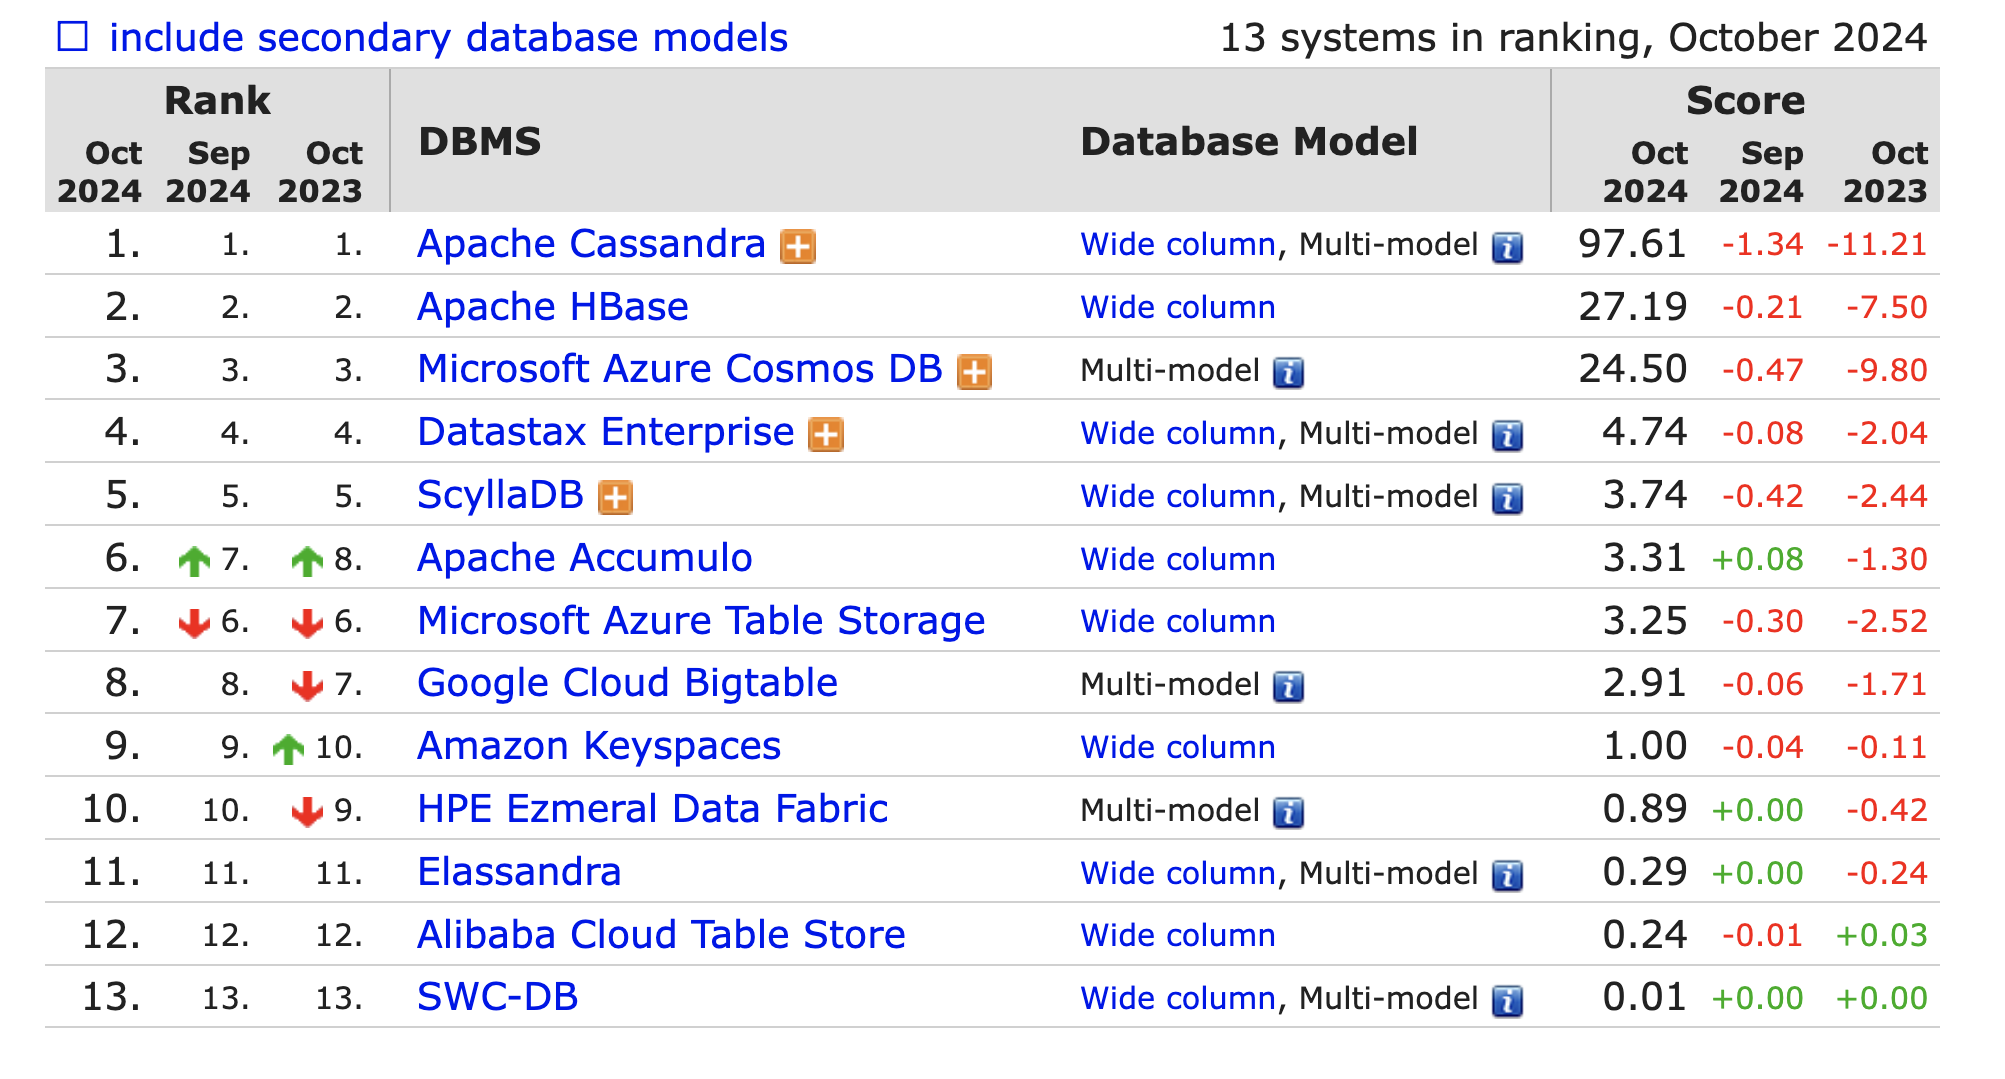 include secondary database models 13 systems in ranking, October 2024
Rank DBMS Database Model Score
Oct 2024 Sep 2024 Oct 2023 Oct 2024 Sep 2024 Oct 2023
1. 1. 1. Apache Cassandra Wide column, Multi-model 97.61 -1.34 -11.21
2. 2. 2. Apache HBase Wide column 27.19 -0.21 -7.50
3. 3. 3. Microsoft Azure Cosmos DB Multi-model 24.50 -0.47 -9.80
4. 4. 4. Datastax Enterprise Wide column, Multi-model 4.74 -0.08 -2.04
5. 5. 5. ScyllaDB Wide column, Multi-model 3.74 -0.42 -2.44
6. 7. 8. Apache Accumulo Wide column 3.31 +0.08 -1.30
7. 6. 6. Microsoft Azure Table Storage Wide column 3.25 -0.30 -2.52
8. 8. 7. Google Cloud Bigtable Multi-model 2.91 -0.06 -1.71
9. 9. 10. Amazon Keyspaces Wide column 1.00 -0.04 -0.11
10. 10. 9. HPE Ezmeral Data Fabric Multi-model 0.89 +0.00 -0.42
11. 11. 11. Elassandra Wide column, Multi-model 0.29 +0.00 -0.24
12. 12. 12. Alibaba Cloud Table Store Wide column 0.24 -0.01 +0.03
13. 13. 13. SWC-DB Wide column, Multi-model 0.01 +0.00 +0.00